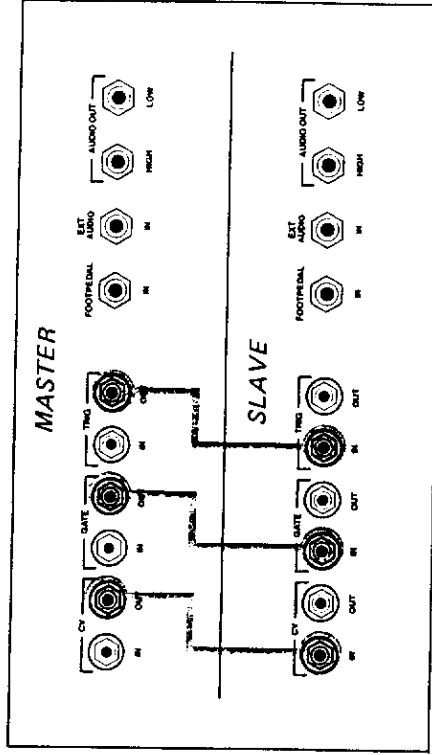 MASTER
CV GATE TRIG FOOTPEDAL EXT AUDIO AUDIO OUT
IN OUT IN OUT IN OUT IN IN HIGH LOW
SLAVE
CV GATE TRIG FOOTPEDAL EXT AUDIO AUDIO OUT
IN OUT IN OUT IN OUT IN IN HIGH LOW